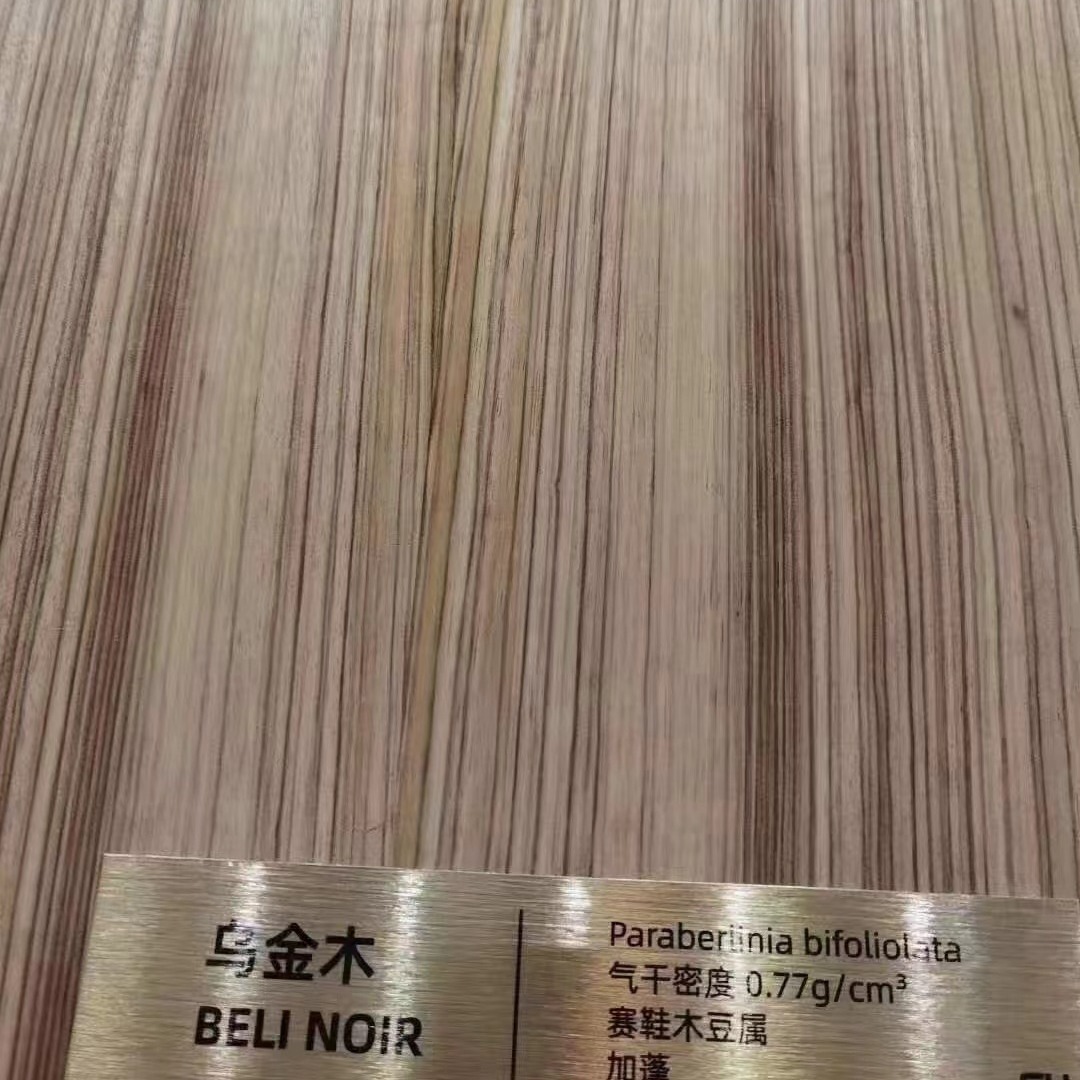 乌金木
BELI NOIR
Paraberlinia bifoliolata
气干密度 0.77g/cm³
赛鞋木豆属
加蓬